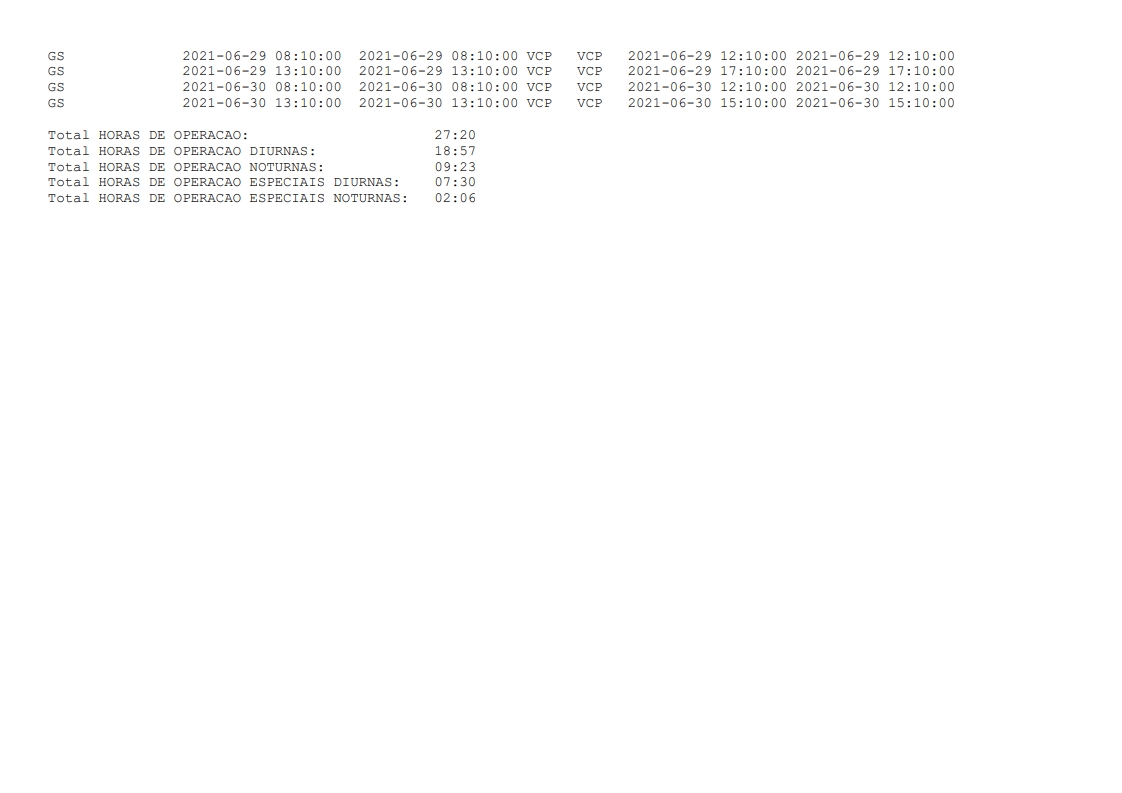 GS 2021-06-29 08:10:00 2021-06-29 08:10:00 VCP VCP 2021-06-29 12:10:00 2021-06-29 12:10:00
GS 2021-06-29 13:10:00 2021-06-29 13:10:00 VCP VCP 2021-06-29 17:10:00 2021-06-29 17:10:00
GS 2021-06-30 08:10:00 2021-06-30 08:10:00 VCP VCP 2021-06-30 12:10:00 2021-06-30 12:10:00
GS 2021-06-30 13:10:00 2021-06-30 13:10:00 VCP VCP 2021-06-30 15:10:00 2021-06-30 15:10:00
Total HORAS DE OPERACAO: 27:20
Total HORAS DE OPERACAO DIURNAS: 18:57
Total HORAS DE OPERACAO NOTURNAS: 09:23
Total HORAS DE OPERACAO ESPECIAIS DIURNAS: 07:30
Total HORAS DE OPERACAO ESPECIAIS NOTURNAS: 02:06